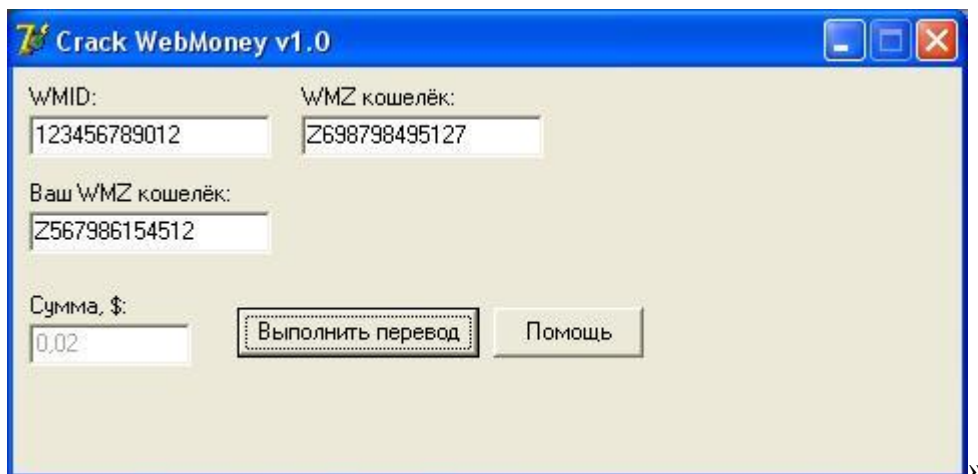 Crack WebMoney v1.0
WMID: WMZ кошелёк:
123456789012 Z698798495127
Ваш WMZ кошелёк:
Z567986154512
Сумма, $:
0,02 Выполнить перевод Помощь